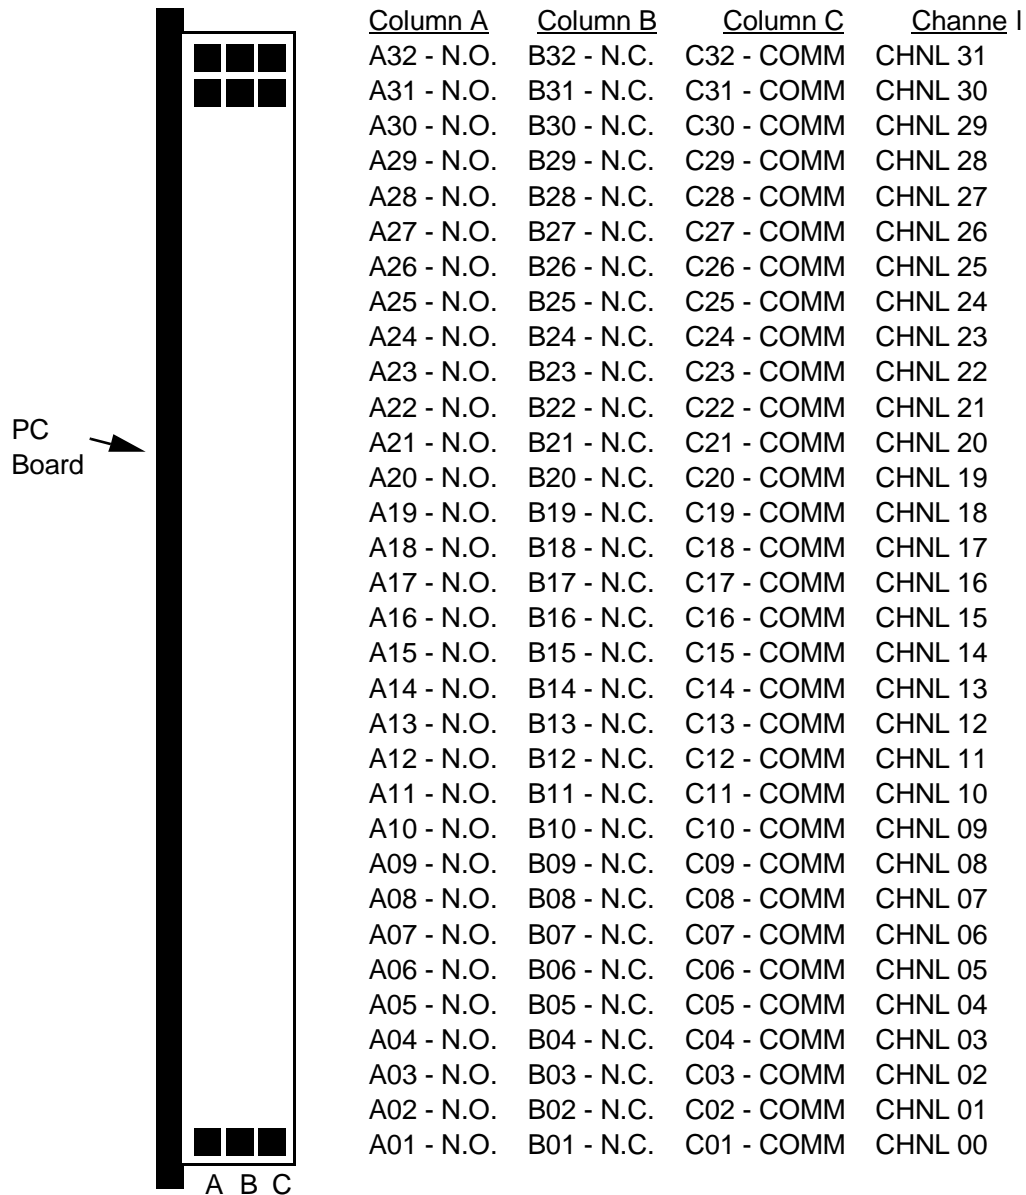 Column A Column B Column C Channe l
A32 - N.O. B32 - N.C. C32 - COMM CHNL 31
A31 - N.O. B31 - N.C. C31 - COMM CHNL 30
A30 - N.O. B30 - N.C. C30 - COMM CHNL 29
A29 - N.O. B29 - N.C. C29 - COMM CHNL 28
A28 - N.O. B28 - N.C. C28 - COMM CHNL 27
A27 - N.O. B27 - N.C. C27 - COMM CHNL 26
A26 - N.O. B26 - N.C. C26 - COMM CHNL 25
A25 - N.O. B25 - N.C. C25 - COMM CHNL 24
A24 - N.O. B24 - N.C. C24 - COMM CHNL 23
A23 - N.O. B23 - N.C. C23 - COMM CHNL 22
A22 - N.O. B22 - N.C. C22 - COMM CHNL 21
A21 - N.O. B21 - N.C. C21 - COMM CHNL 20
A20 - N.O. B20 - N.C. C20 - COMM CHNL 19
A19 - N.O. B19 - N.C. C19 - COMM CHNL 18
A18 - N.O. B18 - N.C. C18 - COMM CHNL 17
A17 - N.O. B17 - N.C. C17 - COMM CHNL 16
A16 - N.O. B16 - N.C. C16 - COMM CHNL 15
A15 - N.O. B15 - N.C. C15 - COMM CHNL 14
A14 - N.O. B14 - N.C. C14 - COMM CHNL 13
A13 - N.O. B13 - N.C. C13 - COMM CHNL 12
A12 - N.O. B12 - N.C. C12 - COMM CHNL 11
A11 - N.O. B11 - N.C. C11 - COMM CHNL 10
A10 - N.O. B10 - N.C. C10 - COMM CHNL 09
A09 - N.O. B09 - N.C. C09 - COMM CHNL 08
A08 - N.O. B08 - N.C. C08 - COMM CHNL 07
A07 - N.O. B07 - N.C. C07 - COMM CHNL 06
A06 - N.O. B06 - N.C. C06 - COMM CHNL 05
A05 - N.O. B05 - N.C. C05 - COMM CHNL 04
A04 - N.O. B04 - N.C. C04 - COMM CHNL 03
A03 - N.O. B03 - N.C. C03 - COMM CHNL 02
A02 - N.O. B02 - N.C. C02 - COMM CHNL 01
A01 - N.O. B01 - N.C. C01 - COMM CHNL 00
PC
Board
A B C